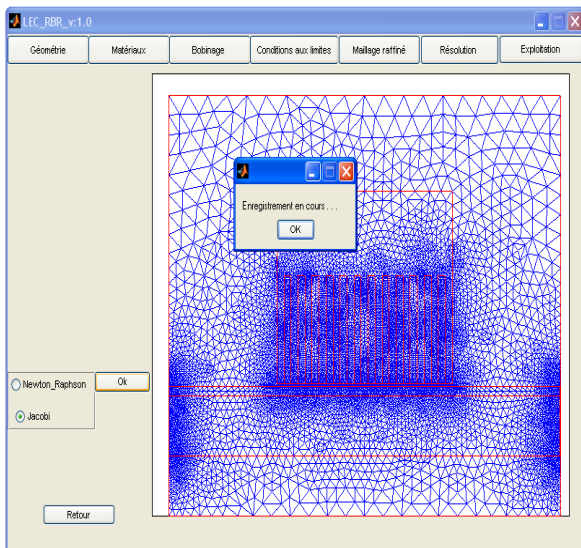 LEC_RBR_v:1.0
Géométrie
Matériaux
Bobinage
Conditions aux limites
Maillage raffiné
Résolution
Exploitation
Enregistrement en cours . . .
OK
Newton_Raphson
Ok
Jacobi
Retour